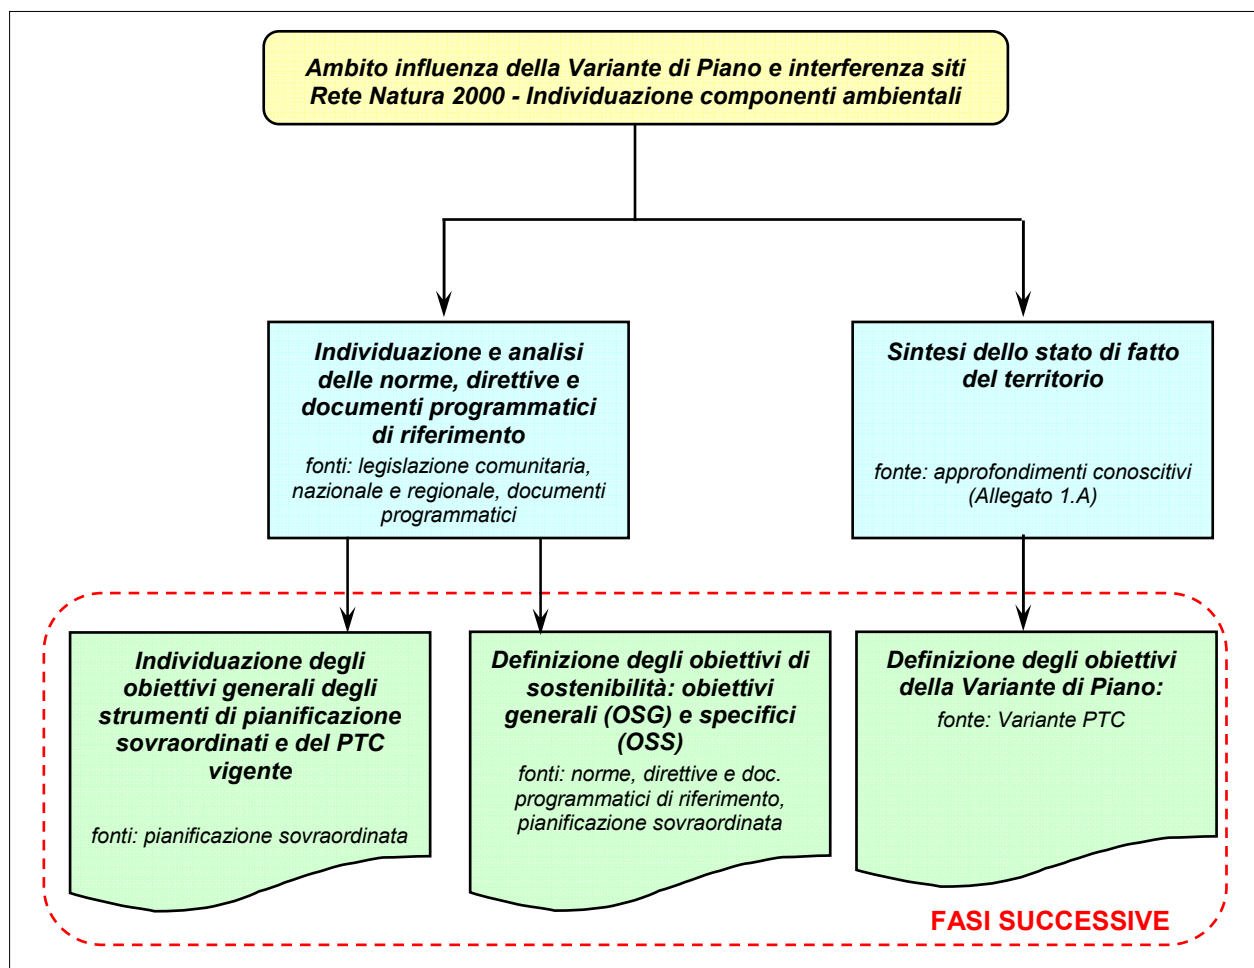 Ambito influenza della Variante di Piano e interferenza siti
Rete Natura 2000 - Individuazione componenti ambientali
Individuazione e analisi
delle norme, direttive e
documenti programmatici
di riferimento
fonti: legislazione comunitaria,
nazionale e regionale, documenti
programmatici
Sintesi dello stato di fatto
del territorio
fonte: approfondimenti conoscitivi
(Allegato 1.A)
Individuazione degli
obiettivi generali degli
strumenti di pianificazione
sovraordinati e del PTC
vigente
fonti: pianificazione sovraordinata
Definizione degli obiettivi di
sostenibilità: obiettivi
generali (OSG) e specifici
(OSS)
fonti: norme, direttive e doc.
programmatici di riferimento,
pianificazione sovraordinata
Definizione degli obiettivi
della Variante di Piano:
fonte: Variante PTC
FASI SUCCESSIVE